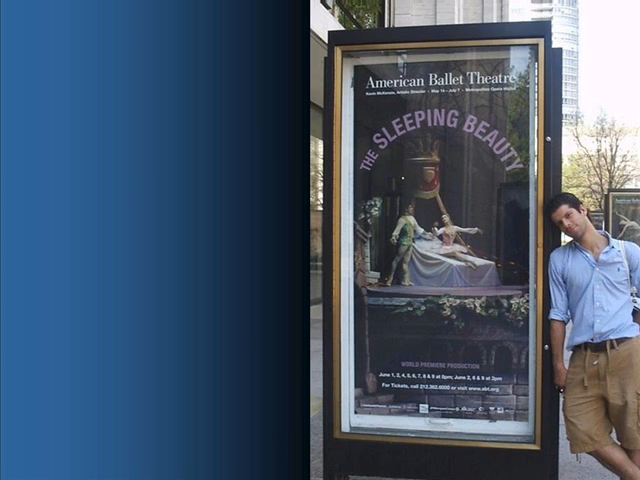 American Ballet Theatre
Kevin McKenzie, Artistic Director • May 14 – July 7 • Metropolitan Opera House
THE SLEEPING BEAUTY
WORLD PREMIERE PRODUCTION
June 1, 2, 4, 5, 6, 7, 8 & 9 at 8pm; June 2, 6 & 9 at 2pm
For Tickets, call 212.362.6000 or visit www.abt.org